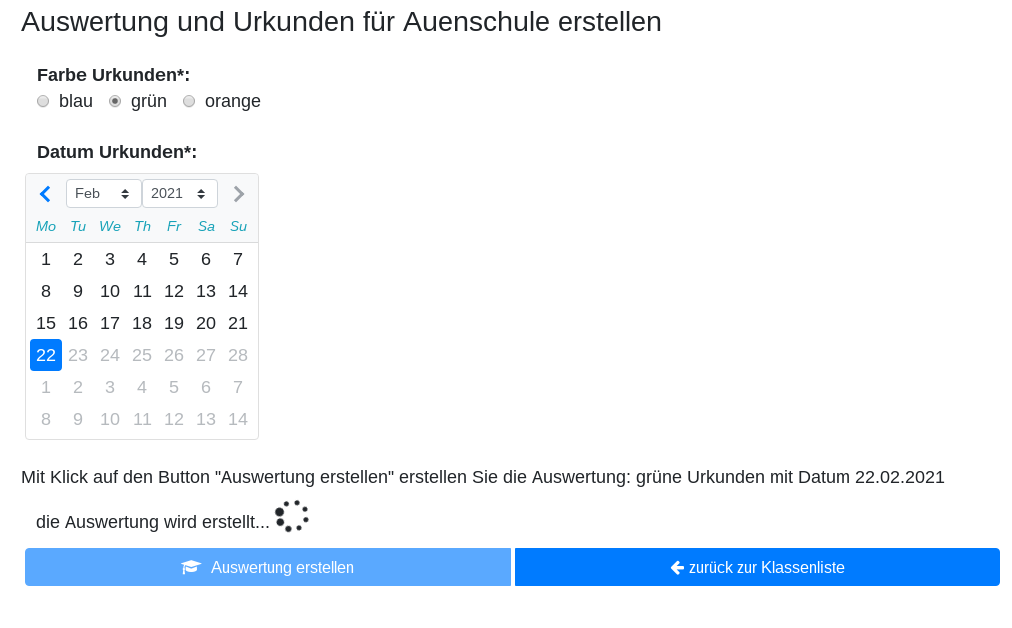 Auswertung und Urkunden für Auenschule erstellen
Farbe Urkunden*:
blau grün orange
Datum Urkunden*:
Feb 2021
Mo Tu We Th Fr Sa Su
1 2 3 4 5 6 7
8 9 10 11 12 13 14
15 16 17 18 19 20 21
22 23 24 25 26 27 28
1 2 3 4 5 6 7
8 9 10 11 12 13 14
Mit Klick auf den Button "Auswertung erstellen" erstellen Sie die Auswertung: grüne Urkunden mit Datum 22.02.2021
die Auswertung wird erstellt...
Auswertung erstellen zurück zur Klassenliste